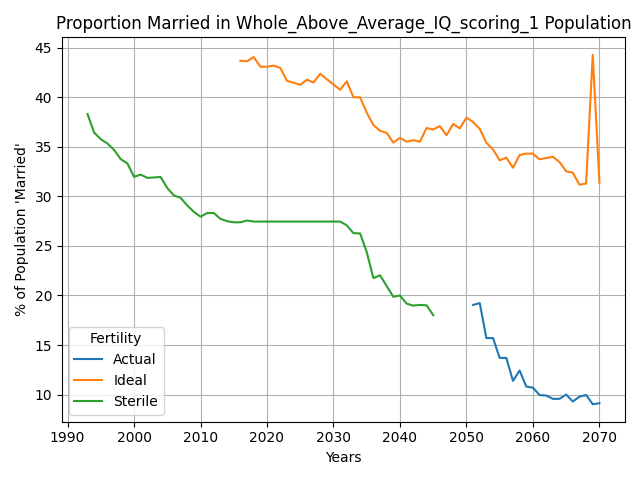 Proportion Married in Whole_Above_Average_IQ_scoring_1 Population
% of Population 'Married'
45
40
35
30
25
20
15
10
Fertility
Actual
Ideal
Sterile
1990 2000 2010 2020 2030 2040 2050 2060 2070
Years